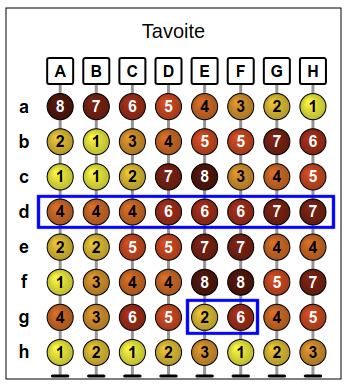 Tavoite
A B C D E F G H
a 8 7 6 5 4 3 2 1
b 2 1 3 4 5 5 7 6
c 1 1 2 7 8 3 4 5
d 4 4 4 6 6 6 7 7
e 2 2 5 5 7 7 4 4
f 1 3 4 4 8 8 5 7
g 4 3 6 5 2 6 4 5
h 1 2 1 2 3 1 2 3